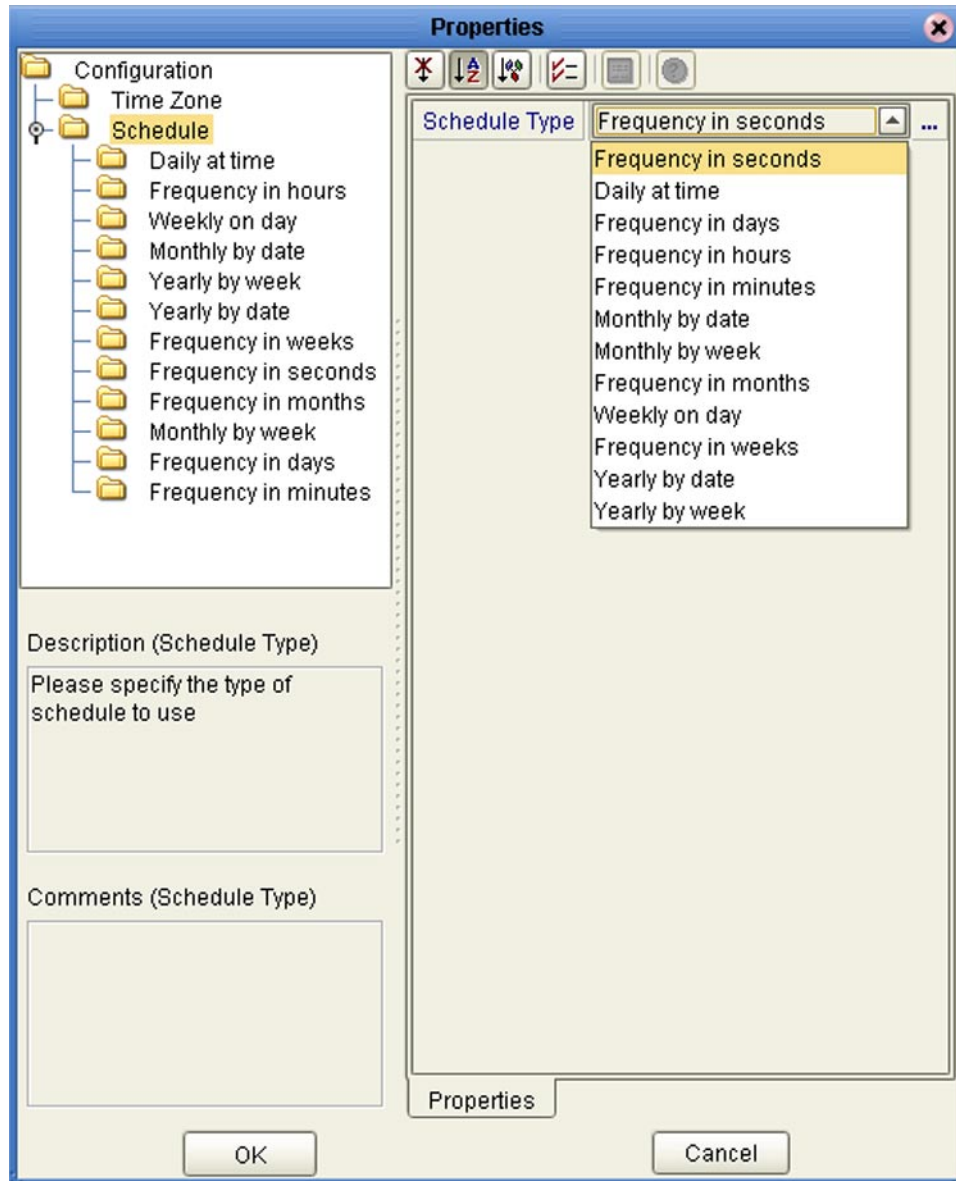 Properties
Configuration
Time Zone
Schedule
Daily at time
Frequency in hours
Weekly on day
Monthly by date
Yearly by week
Yearly by date
Frequency in weeks
Frequency in seconds
Frequency in months
Monthly by week
Frequency in days
Frequency in minutes
Description (Schedule Type)
Please specify the type of
schedule to use
Comments (Schedule Type)
OK
A
Z
Schedule Type Frequency in seconds ...
Frequency in seconds
Daily at time
Frequency in days
Frequency in hours
Frequency in minutes
Monthly by date
Monthly by week
Frequency in months
Weekly on day
Frequency in weeks
Yearly by date
Yearly by week
Properties
Cancel